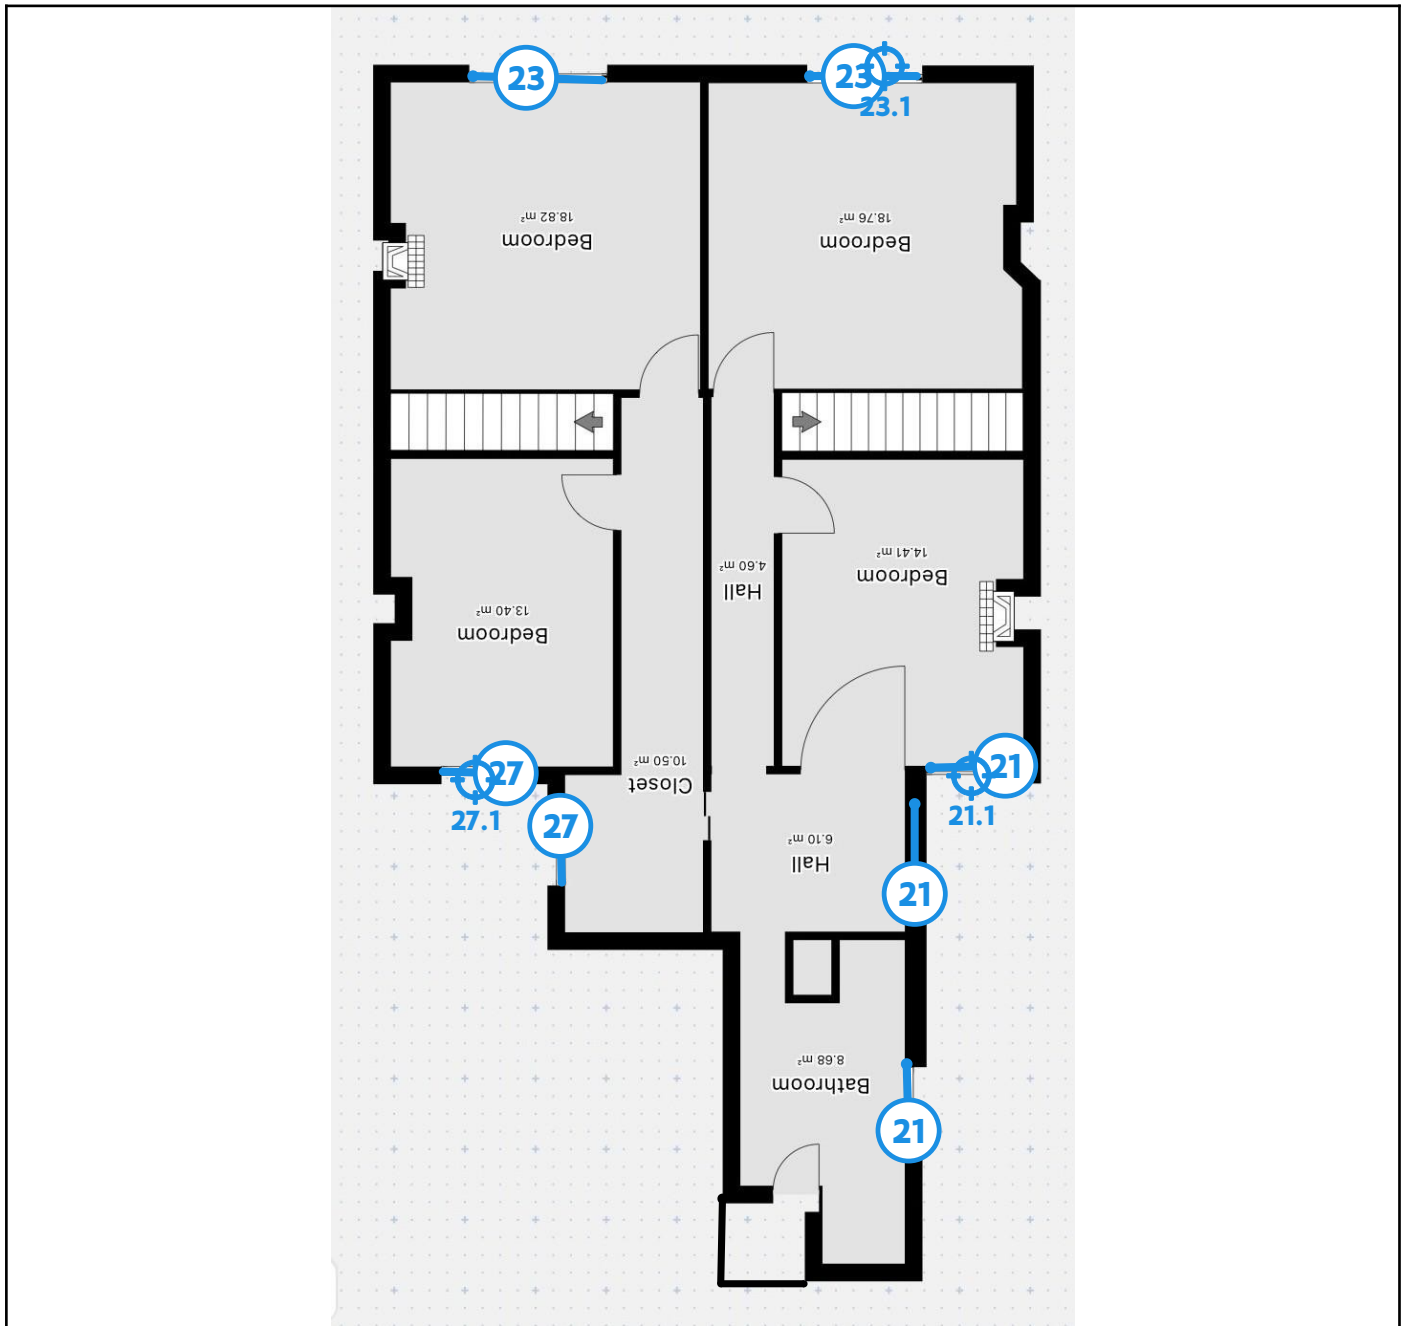 23
23
23.1
18.82 m²
Bedroom
18.76 m²
Bedroom
14.41 m²
Bedroom
4.60 m²
Hall
13.40 m²
Bedroom
10.50 m²
Closet
27
27.1
27
21
21.1
6.10 m²
Hall
21
8.68 m²
Bathroom
21